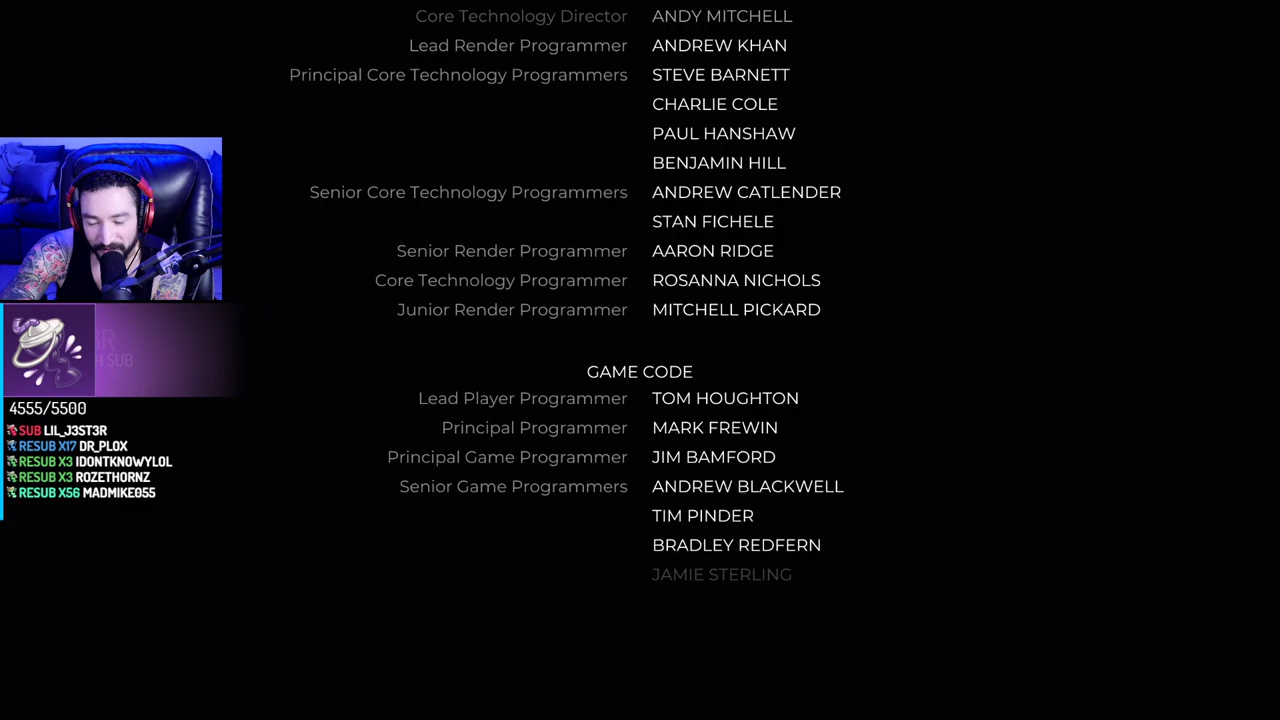 Core Technology Director ANDY MITCHELL
Lead Render Programmer ANDREW KHAN
Principal Core Technology Programmers STEVE BARNETT
CHARLIE COLE
PAUL HANSHAW
BENJAMIN HILL
Senior Core Technology Programmers ANDREW CATLENDER
STAN FICHELE
Senior Render Programmer AARON RIDGE
Core Technology Programmer ROSANNA NICHOLS
Junior Render Programmer MITCHELL PICKARD
GAME CODE
Lead Player Programmer TOM HOUGHTON
Principal Programmer MARK FREWIN
Principal Game Programmer JIM BAMFORD
Senior Game Programmers ANDREW BLACKWELL
TIM PINDER
BRADLEY REDFERN
JAMIE STERLING
SUB
4555/5500
SUB LIL_J3ST3R
RESUB X17 DR_PLOX
RESUB X3 IDONTKNOWYLOL
RESUB X3 ROZETHORNZ
RESUB X56 MADMIKE055